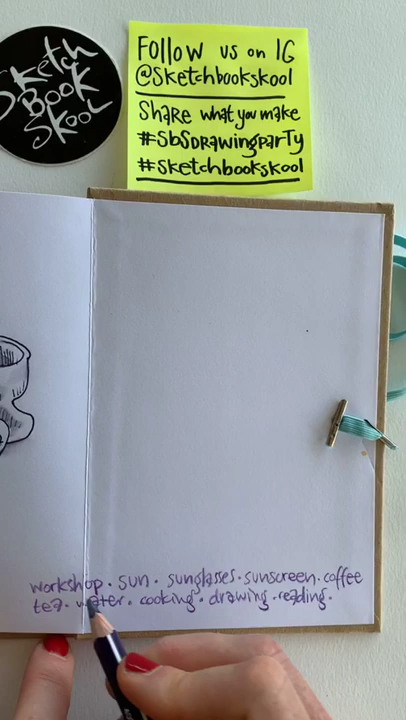 Sketch
Book
Skool
Follow us on IG
@Sketchbookskool
Share what you make
#SbSDrawingParty
#Sketchbookskool
workshop · sun · sunglasses · sunscreen · coffee
tea · water · cooking · drawing · reading ·